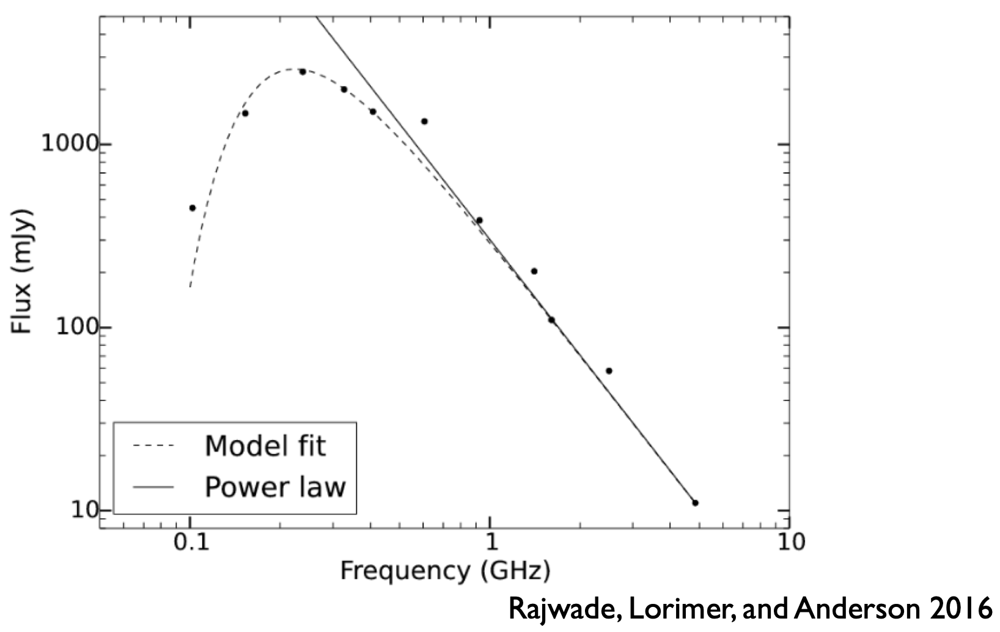 1000
100
10
Flux (mJy)
Model fit
Power law
0.1
1
10
Frequency (GHz)
Rajwade, Lorimer, and Anderson 2016